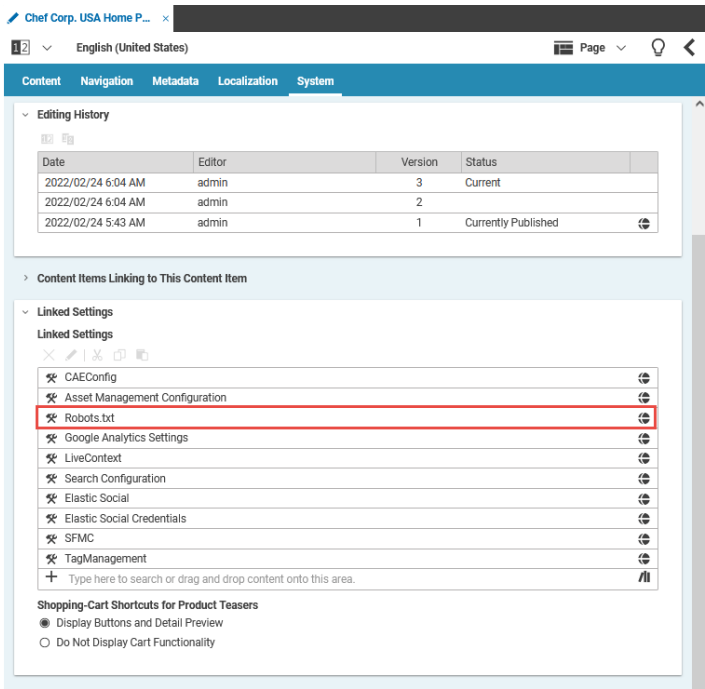 Chef Corp. USA Home P... ×
12 English (United States) Page
Content Navigation Metadata Localization System
Editing History
Date Editor Version Status
2022/02/24 6:04 AM admin 3 Current
2022/02/24 6:04 AM admin 2
2022/02/24 5:43 AM admin 1 Currently Published
Content Items Linking to This Content Item
Linked Settings
Linked Settings
CAEConfig
Asset Management Configuration
Robots.txt
Google Analytics Settings
LiveContext
Search Configuration
Elastic Social
Elastic Social Credentials
SFMC
TagManagement
Type here to search or drag and drop content onto this area.
Shopping-Cart Shortcuts for Product Teasers
Display Buttons and Detail Preview
Do Not Display Cart Functionality